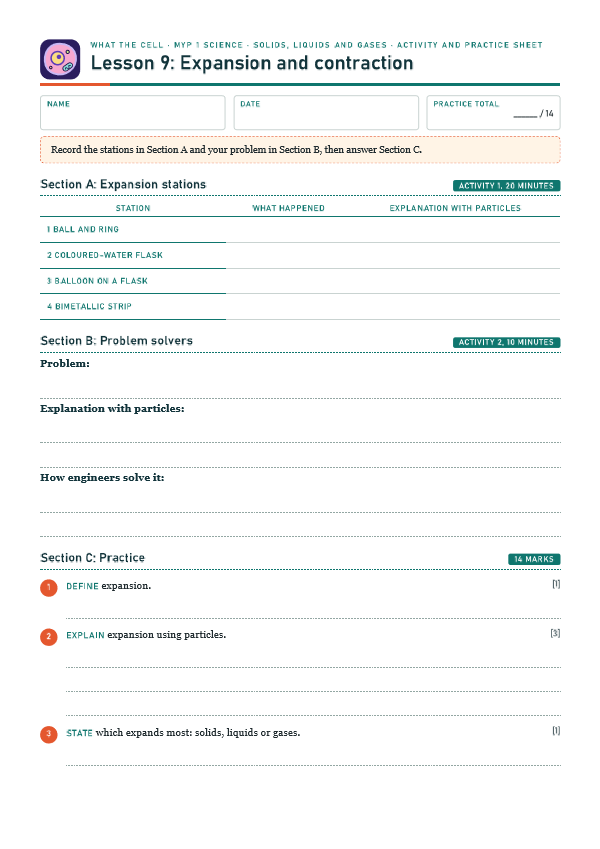 WHAT THE CELL · MYP 1 SCIENCE · SOLIDS, LIQUIDS AND GASES · ACTIVITY AND PRACTICE SHEET
Lesson 9: Expansion and contraction
NAME
DATE
PRACTICE TOTAL
_____ / 14
Record the stations in Section A and your problem in Section B, then answer Section C.
Section A: Expansion stations
ACTIVITY 1, 20 MINUTES
STATION WHAT HAPPENED EXPLANATION WITH PARTICLES
1 BALL AND RING
2 COLOURED-WATER FLASK
3 BALLOON ON A FLASK
4 BIMETALLIC STRIP
Section B: Problem solvers
ACTIVITY 2, 10 MINUTES
Problem:
Explanation with particles:
How engineers solve it:
Section C: Practice
14 MARKS
1 DEFINE expansion. [1]
2 EXPLAIN expansion using particles. [3]
3 STATE which expands most: solids, liquids or gases. [1]